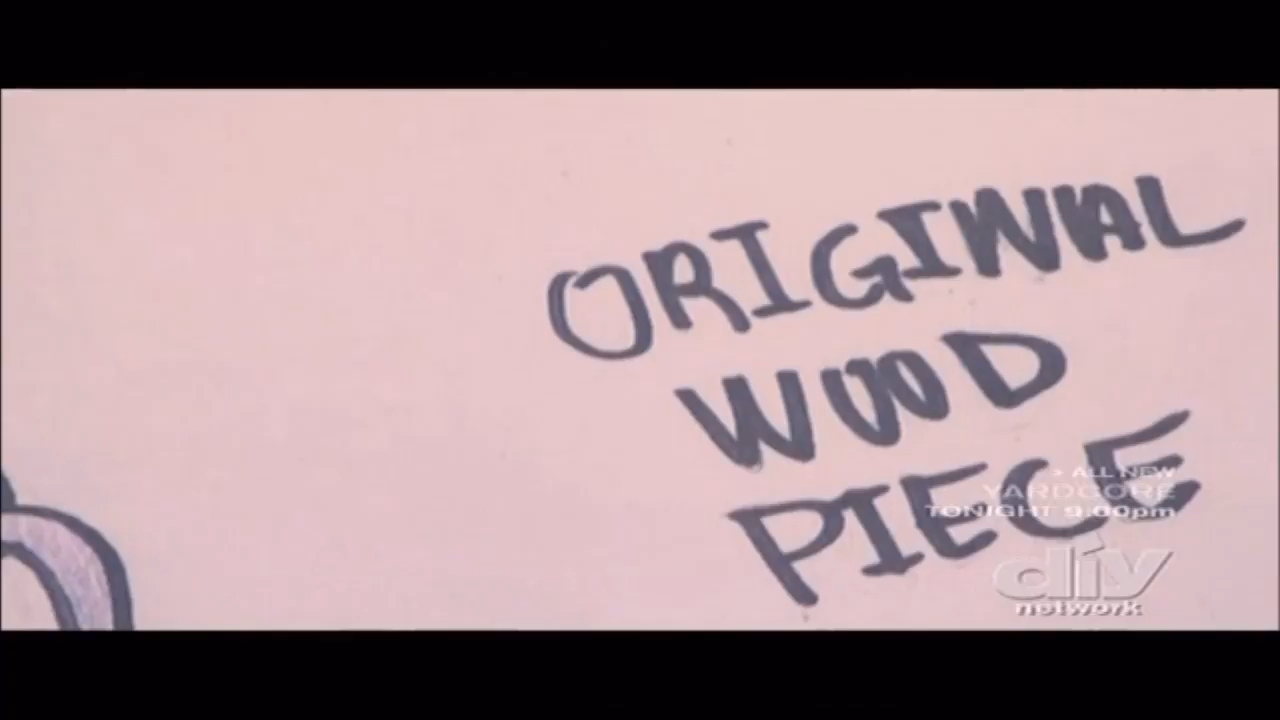 ORIGINAL
WOOD
PIECE
> ALL NEW
YARDCORE
TONIGHT 9:00pm
diy
network